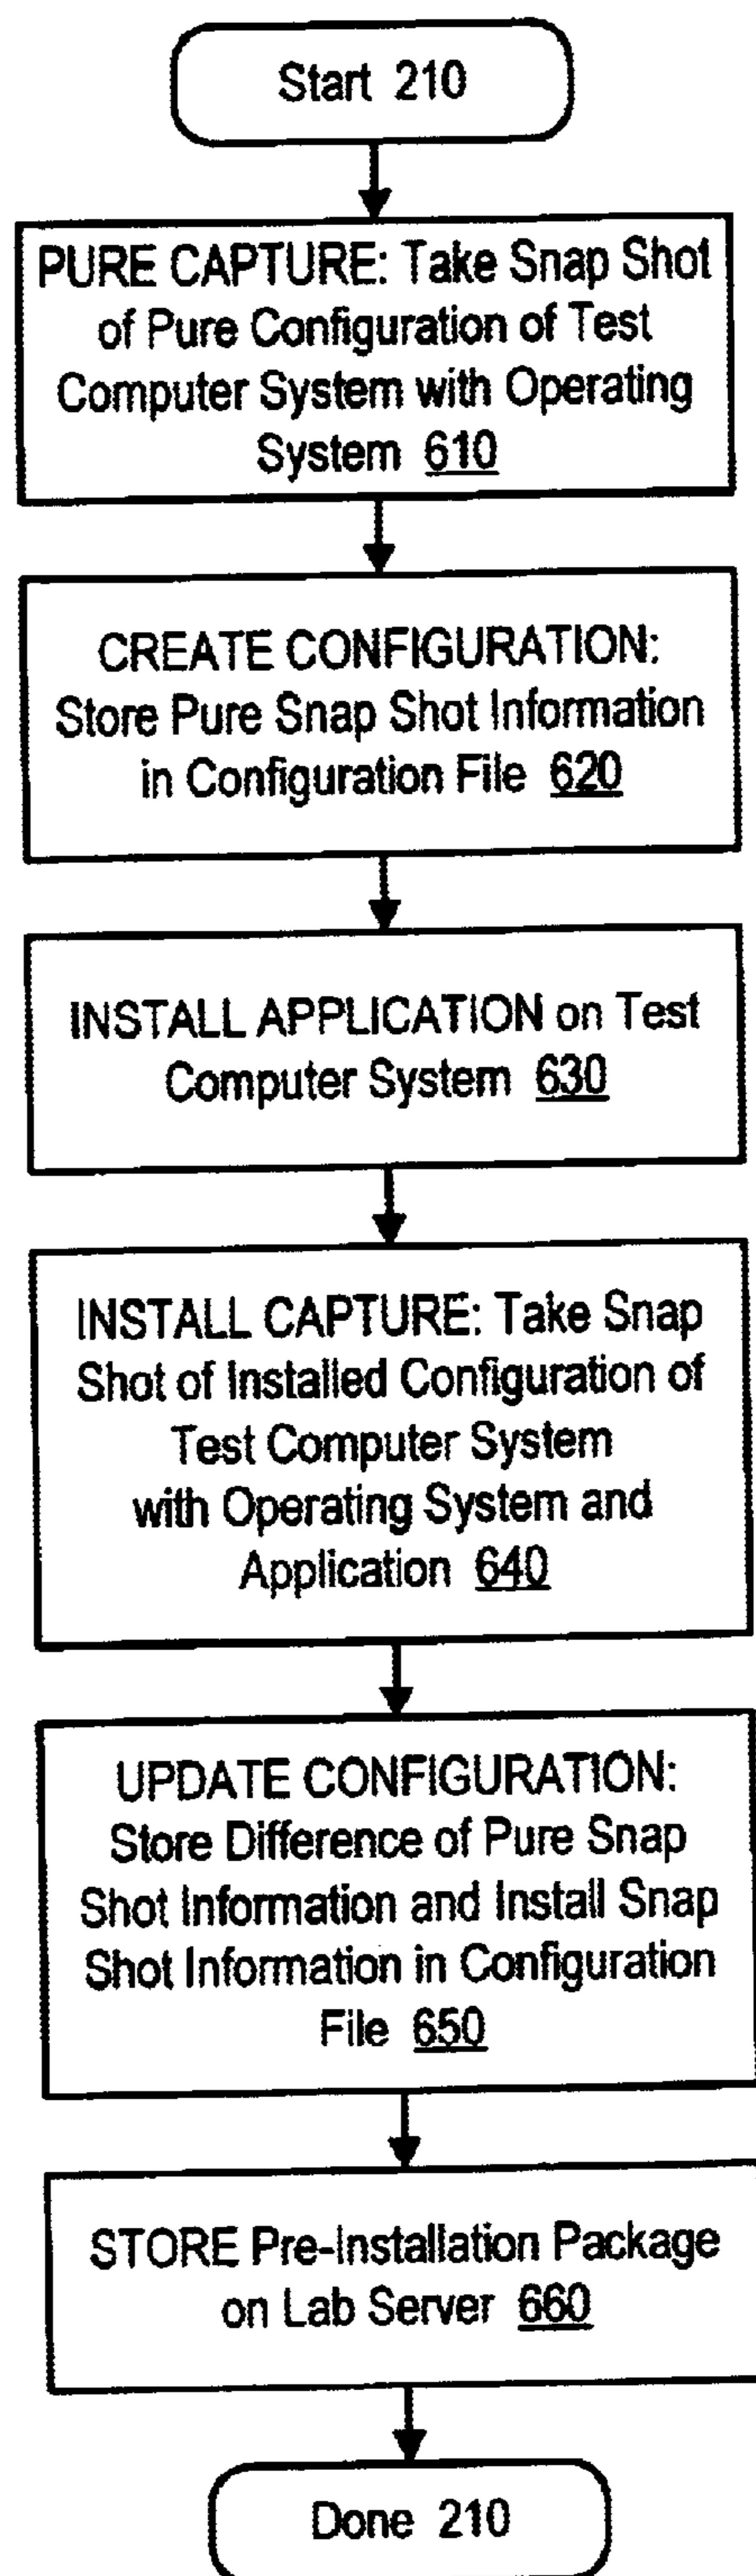 Start 210
PURE CAPTURE: Take Snap Shot
of Pure Configuration of Test
Computer System with Operating
System 610
CREATE CONFIGURATION:
Store Pure Snap Shot Information
in Configuration File 620
INSTALL APPLICATION on Test
Computer System 630
INSTALL CAPTURE: Take Snap
Shot of Installed Configuration of
Test Computer System
with Operating System and
Application 640
UPDATE CONFIGURATION:
Store Difference of Pure Snap
Shot Information and Install Snap
Shot Information in Configuration
File 650
STORE Pre-Installation Package
on Lab Server 660
Done 210